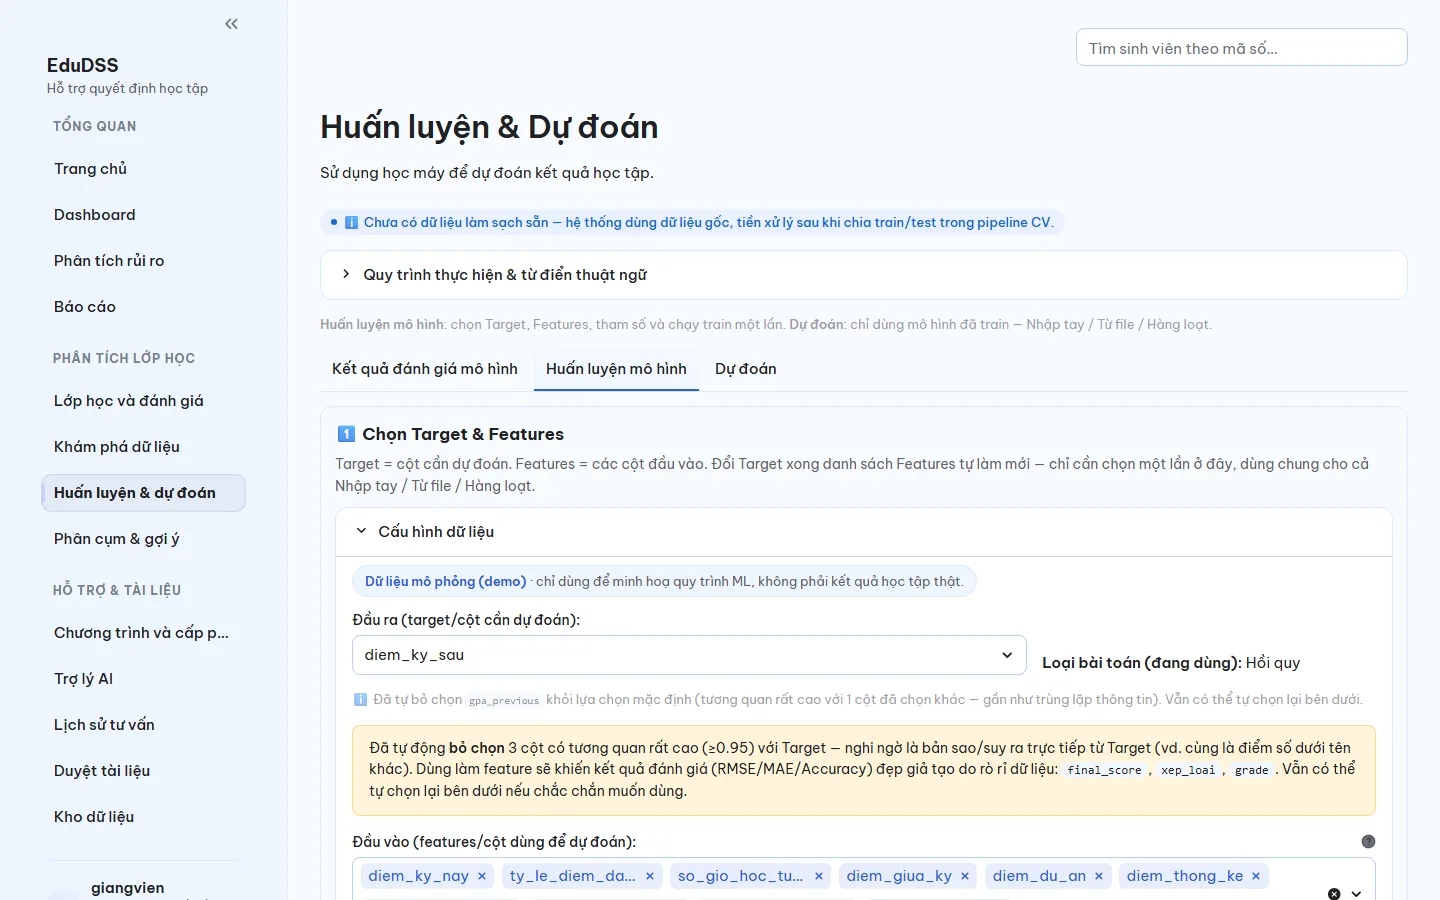 EduDSS
Hỗ trợ quyết định học tập
TỔNG QUAN
Trang chủ
Dashboard
Phân tích rủi ro
Báo cáo
PHÂN TÍCH LỚP HỌC
Lớp học và đánh giá
Khám phá dữ liệu
Huấn luyện & dự đoán
Phân cụm & gợi ý
HỖ TRỢ & TÀI LIỆU
Chương trình và cấp p...
Trợ lý AI
Lịch sử tư vấn
Duyệt tài liệu
Kho dữ liệu
giangvien
Tìm sinh viên theo mã số...
Huấn luyện & Dự đoán
Sử dụng học máy để dự đoán kết quả học tập.
Chưa có dữ liệu làm sạch sẵn — hệ thống dùng dữ liệu gốc, tiền xử lý sau khi chia train/test trong pipeline CV.
Quy trình thực hiện & từ điển thuật ngữ
Huấn luyện mô hình: chọn Target, Features, tham số và chạy train một lần. Dự đoán: chỉ dùng mô hình đã train — Nhập tay / Từ file / Hàng loạt.
Kết quả đánh giá mô hình
Huấn luyện mô hình
Dự đoán
1 Chọn Target & Features
Target = cột cần dự đoán. Features = các cột đầu vào. Đổi Target xong danh sách Features tự làm mới — chỉ cần chọn một lần ở đây, dùng chung cho cả
Nhập tay / Từ file / Hàng loạt.
Cấu hình dữ liệu
Dữ liệu mô phỏng (demo) · chỉ dùng để minh hoạ quy trình ML, không phải kết quả học tập thật.
Đầu ra (target/cột cần dự đoán):
diem_ky_sau
Loại bài toán (đang dùng): Hồi quy
Đã tự bỏ chọn gpa_previous khỏi lựa chọn mặc định (tương quan rất cao với 1 cột đã chọn khác — gần như trùng lặp thông tin). Vẫn có thể tự chọn lại bên dưới.
Đã tự động bỏ chọn 3 cột có tương quan rất cao (≥0.95) với Target — nghi ngờ là bản sao/suy ra trực tiếp từ Target (vd. cùng là điểm số dưới tên
khác). Dùng làm feature sẽ khiến kết quả đánh giá (RMSE/MAE/Accuracy) đẹp giả tạo do rò rỉ dữ liệu: final_score, xep_loai, grade. Vẫn có thể
tự chọn lại bên dưới nếu chắc chắn muốn dùng.
Đầu vào (features/cột dùng để dự đoán):
diem_ky_nay
ty_le_diem_da...
so_gio_hoc_tu...
diem_giua_ky
diem_du_an
diem_thong_ke